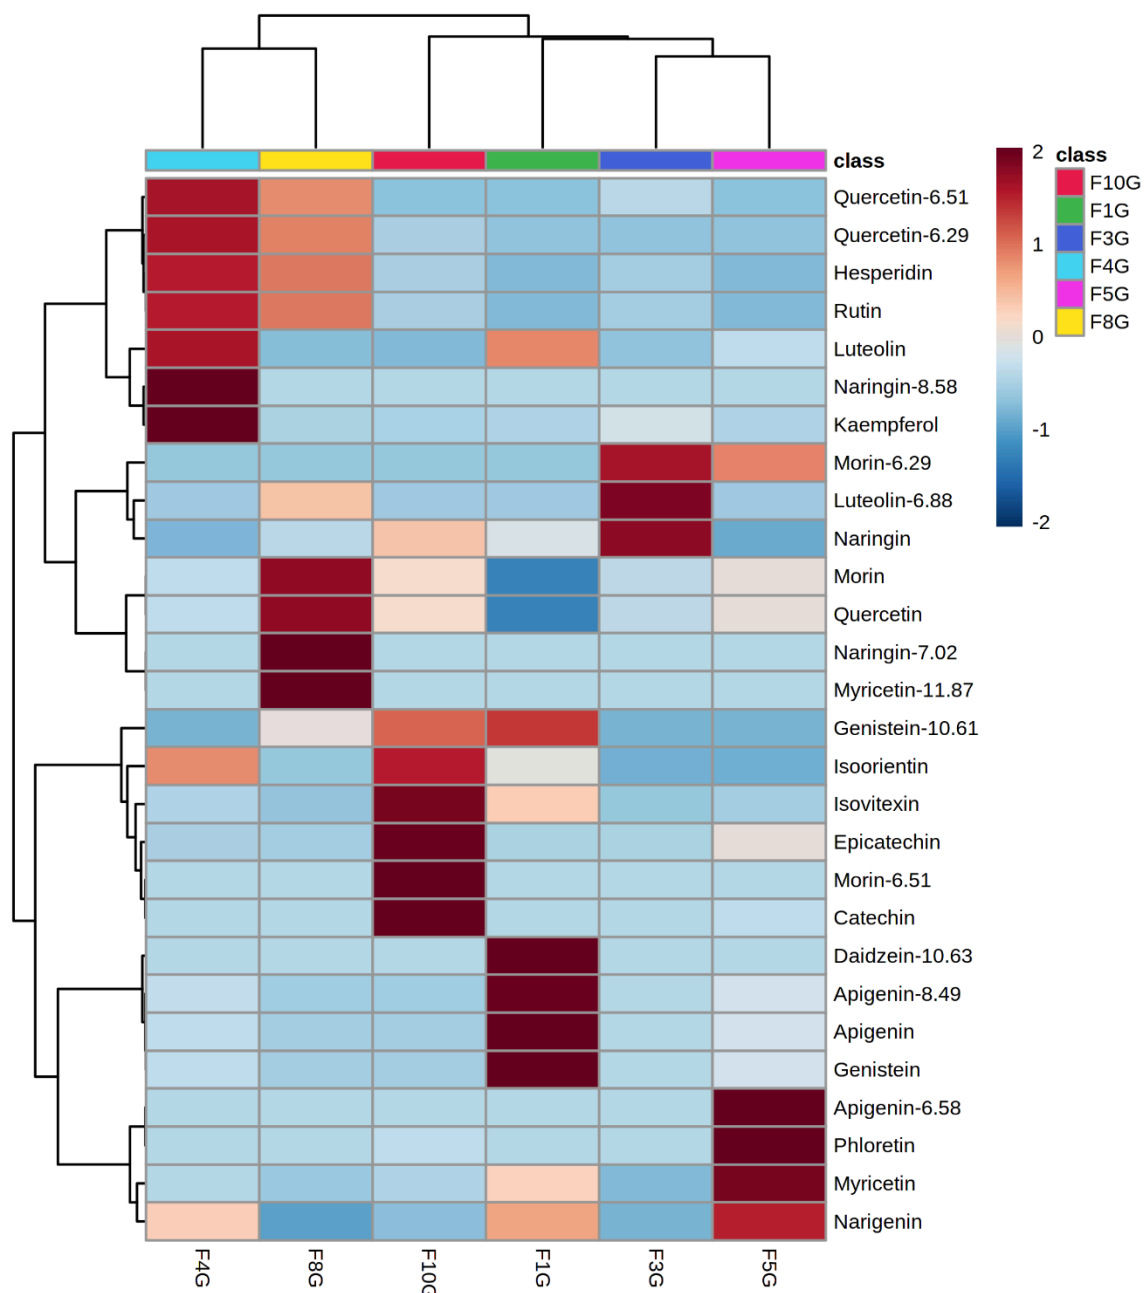 class
Quercetin-6.51
Quercetin-6.29
Hesperidin
Rutin
Luteolin
Naringin-8.58
Kaempferol
Morin-6.29
Luteolin-6.88
Naringin
Morin
Quercetin
Naringin-7.02
Myricetin-11.87
Genistein-10.61
Isoorientin
Isovitexin
Epicatechin
Morin-6.51
Catechin
Daidzein-10.63
Apigenin-8.49
Apigenin
Genistein
Apigenin-6.58
Phloretin
Myricetin
Narigenin
2
1
0
-1
-2
class
F10G
F1G
F3G
F4G
F5G
F8G
F4G
F8G
F10G
F1G
F3G
F5G